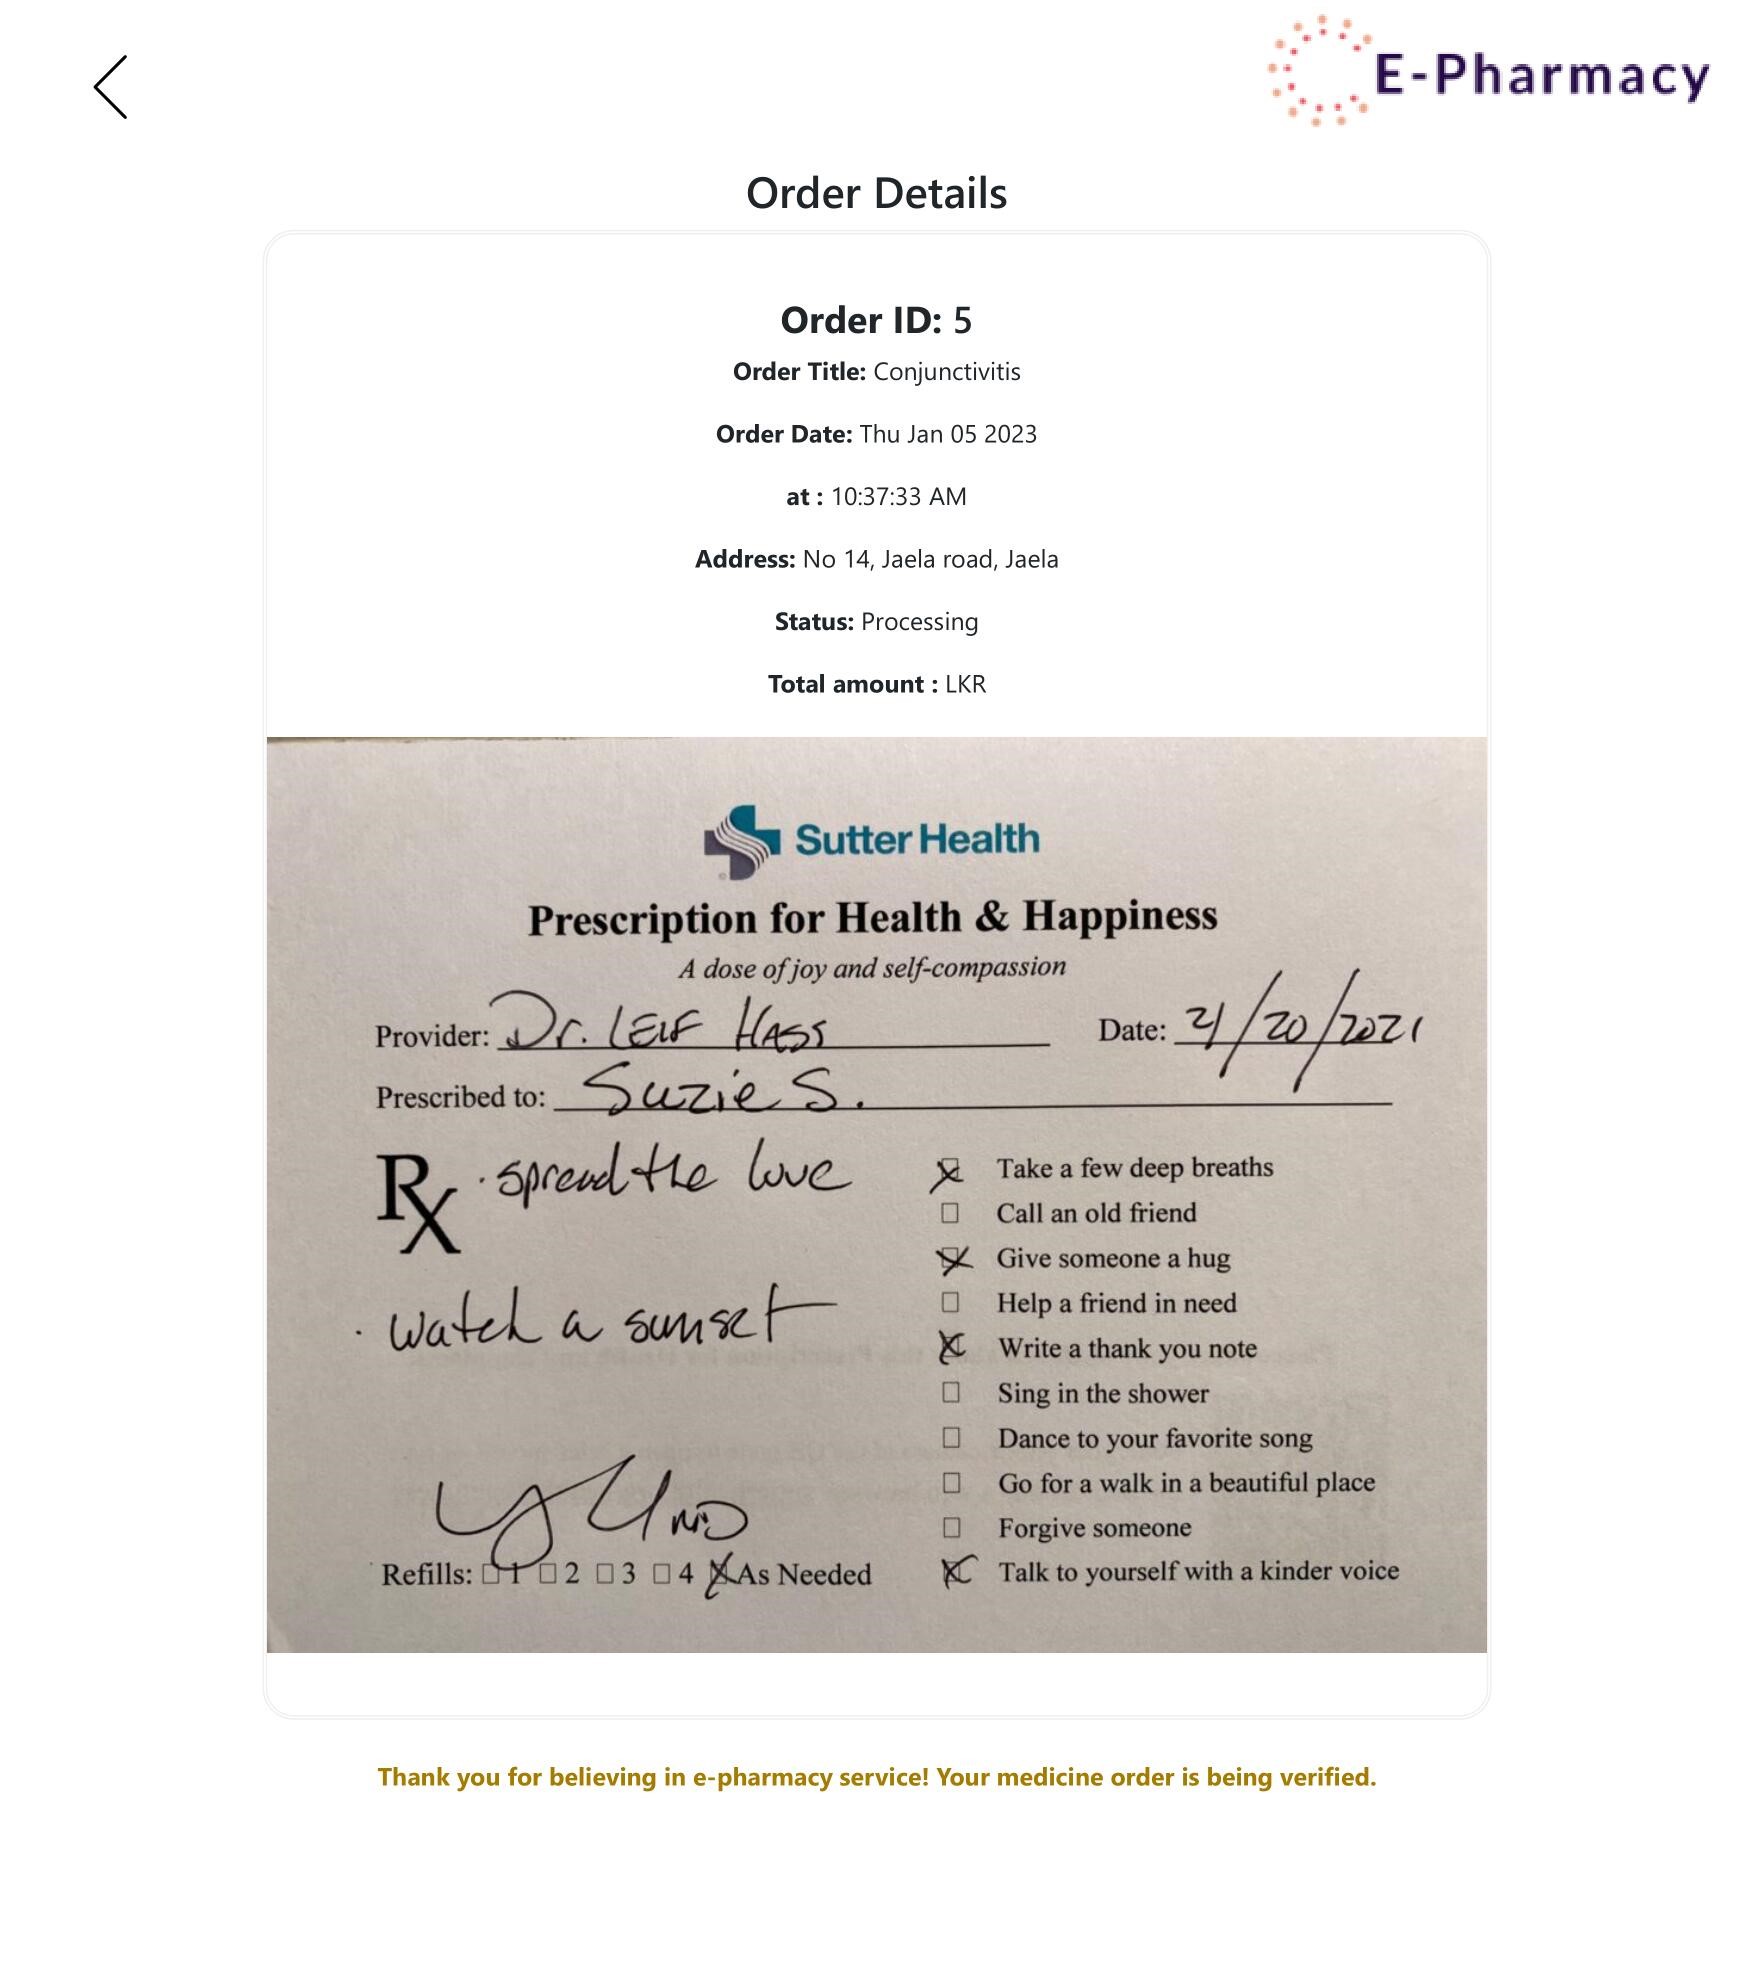 E-Pharmacy
Order Details
Order ID: 5
Order Title: Conjunctivitis
Order Date: Thu Jan 05 2023
at : 10:37:33 AM
Address: No 14, Jaela road, Jaela
Status: Processing
Total amount : LKR
Sutter Health
Prescription for Health & Happiness
A dose of joy and self-compassion
Provider: Dr. LEIF HASS Date: 2/20/2021
Prescribed to: Suzie S.
Rx · spread the love
· watch a sunset
Take a few deep breaths
Call an old friend
Give someone a hug
Help a friend in need
Write a thank you note
Sing in the shower
Dance to your favorite song
Go for a walk in a beautiful place
Forgive someone
Talk to yourself with a kinder voice
Refills: 1 2 3 4 As Needed
Thank you for believing in e-pharmacy service! Your medicine order is being verified.